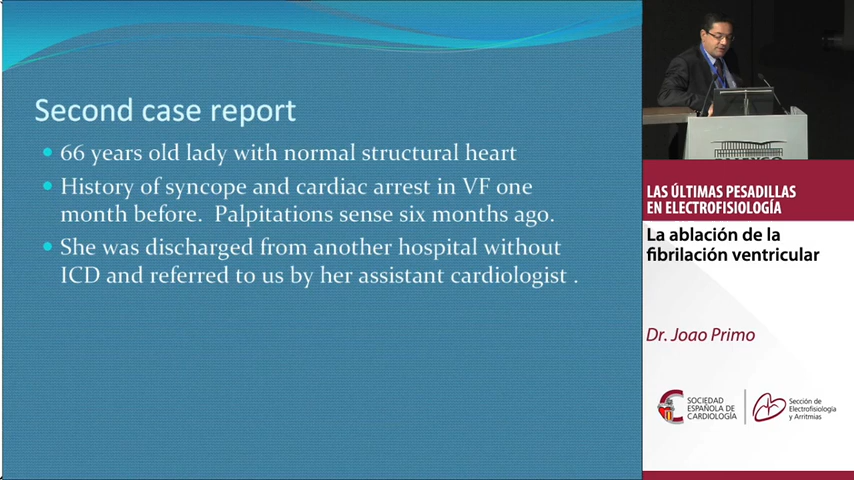 Second case report
66 years old lady with normal structural heart
History of syncope and cardiac arrest in VF one
month before. Palpitations sense six months ago.
She was discharged from another hospital without
ICD and referred to us by her assistant cardiologist .
LAS ÚLTIMAS PESADILLAS
EN ELECTROFISIOLOGÍA
La ablación de la
fibrilación ventricular
Dr. Joao Primo
SOCIEDAD
ESPAÑOLA DE
CARDIOLOGÍA
Sección de
Electrofisiología
y Arritmias